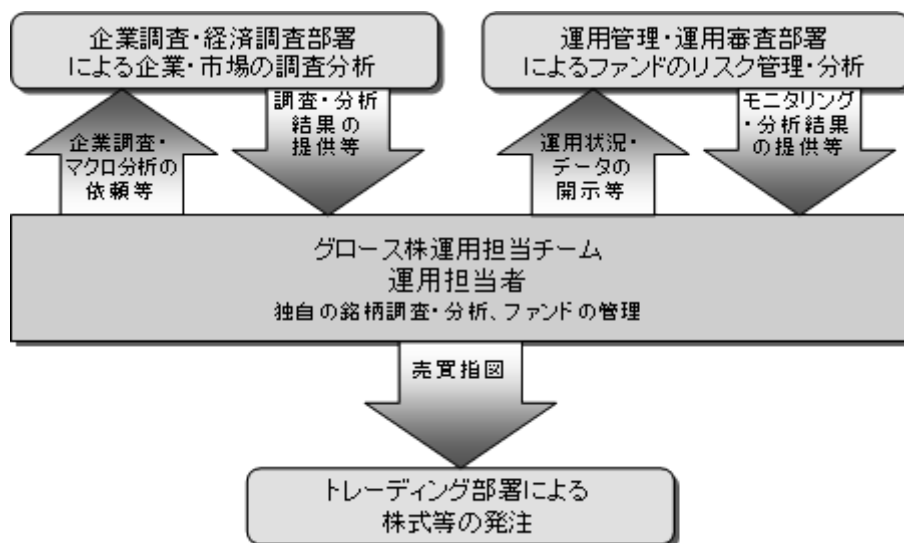 企業調査・経済調査部署
による企業・市場の調査分析
運用管理・運用審査部署
によるファンドのリスク管理・分析
企業調査・
マクロ分析の
依頼等
調査・分析
結果の
提供等
運用状況・
データの
開示等
モニタリング
・分析結果
の提供等
グロース株運用担当チーム
運用担当者
独自の銘柄調査・分析、ファンドの管理
売買指図
トレーディング部署による
株式等の発注